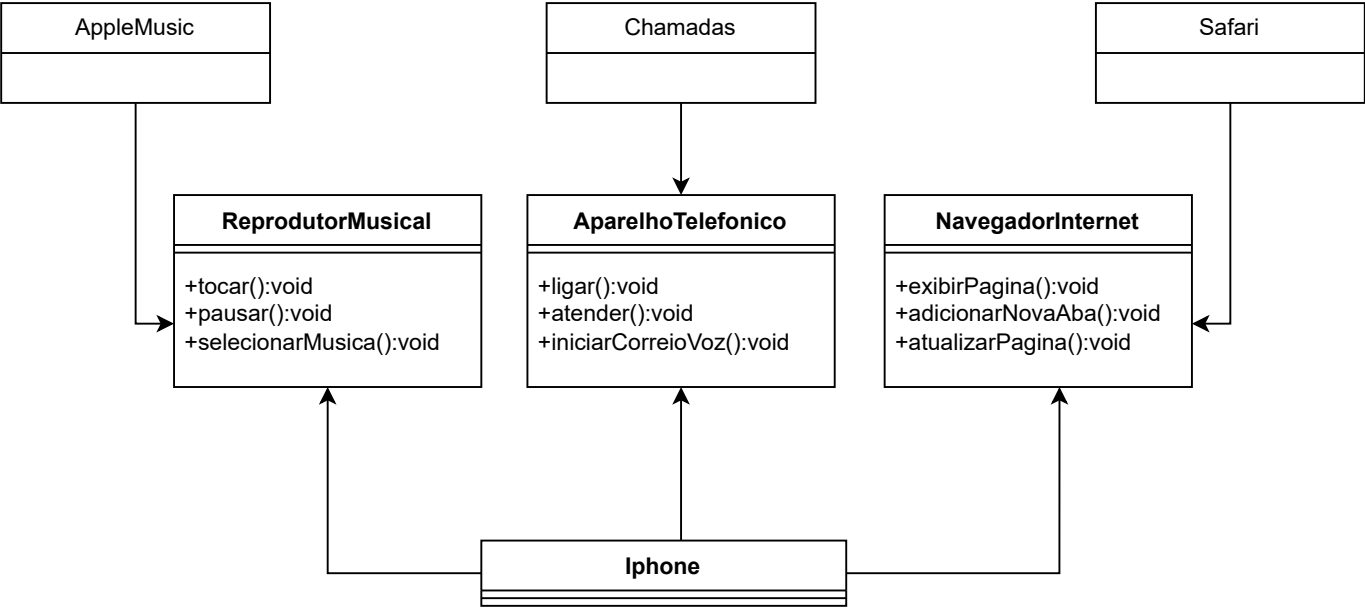 AppleMusic
Chamadas
Safari
ReprodutorMusical
+tocar():void
+pausar():void
+selecionarMusica():void
AparelhoTelefonico
+ligar():void
+atender():void
+iniciarCorreioVoz():void
NavegadorInternet
+exibirPagina():void
+adicionarNovaAba():void
+atualizarPagina():void
Iphone